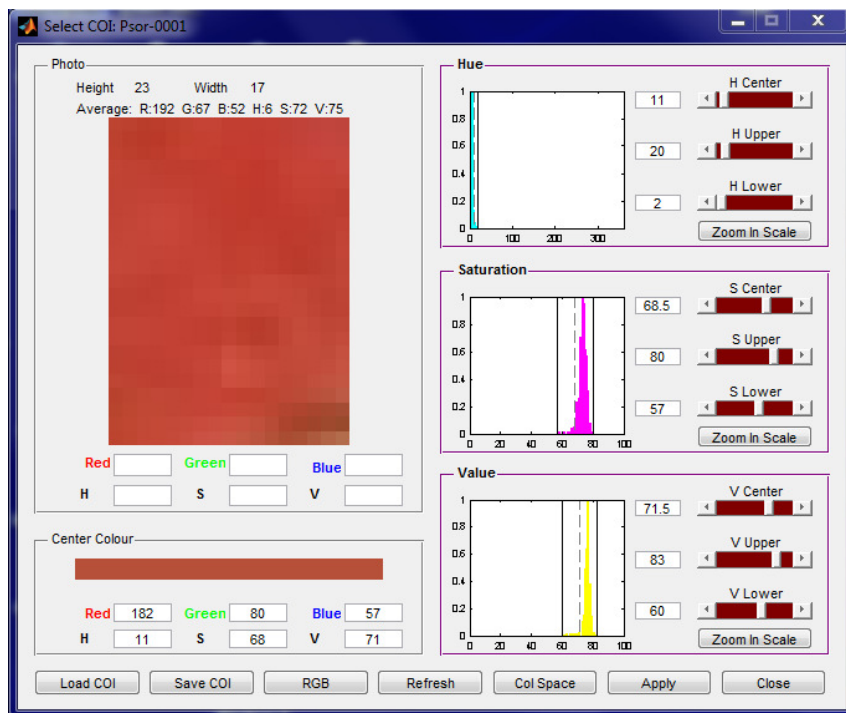 Select COI: Psor-0001
Photo
Height 23 Width 17
Average: R:192 G:67 B:52 H:6 S:72 V:75
Red Green Blue
H S V
Center Colour
Red 182 Green 80 Blue 57
H 11 S 68 V 71
Hue
1
0.8
0.6
0.4
0.2
0
0 100 200 300
H Center
11
H Upper
20
H Lower
2
Zoom In Scale
Saturation
1
0.8
0.6
0.4
0.2
0
0 20 40 60 80 100
S Center
68.5
S Upper
80
S Lower
57
Zoom In Scale
Value
1
0.8
0.6
0.4
0.2
0
0 20 40 60 80 100
V Center
71.5
V Upper
83
V Lower
60
Zoom In Scale
Load COI Save COI RGB Refresh Col Space Apply Close